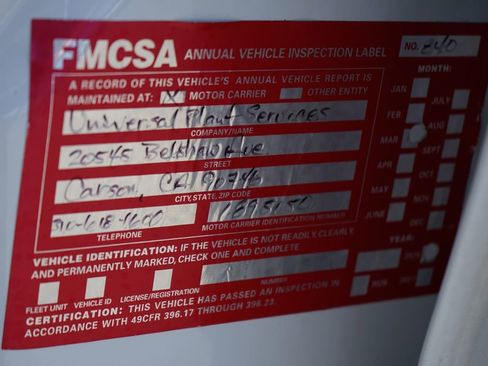 FMCSA ANNUAL VEHICLE INSPECTION LABEL NO. 840
A RECORD OF THIS VEHICLE'S ANNUAL VEHICLE REPORT IS
MAINTAINED AT: X MOTOR CARRIER OTHER ENTITY
Universal Plant Services
COMPANY/NAME
20545 Ave
STREET
Carson, CA 90746
CITY, STATE, ZIP CODE
310-618-1600
TELEPHONE MOTOR CARRIER IDENTIFICATION NUMBER
VEHICLE IDENTIFICATION: IF THE VEHICLE IS NOT READILY, CLEARLY,
AND PERMANENTLY MARKED, CHECK ONE AND COMPLETE
NUMBER
FLEET UNIT VEHICLE ID LICENSE/REGISTRATION
CERTIFICATION: THIS VEHICLE HAS PASSED AN INSPECTION IN
ACCORDANCE WITH 49CFR 396.17 THROUGH 396.23.
MONTH:
JAN JULY
FEB AUG
MAR SEPT
APR OCT
MAY NOV
JUNE DEC
YEAR: